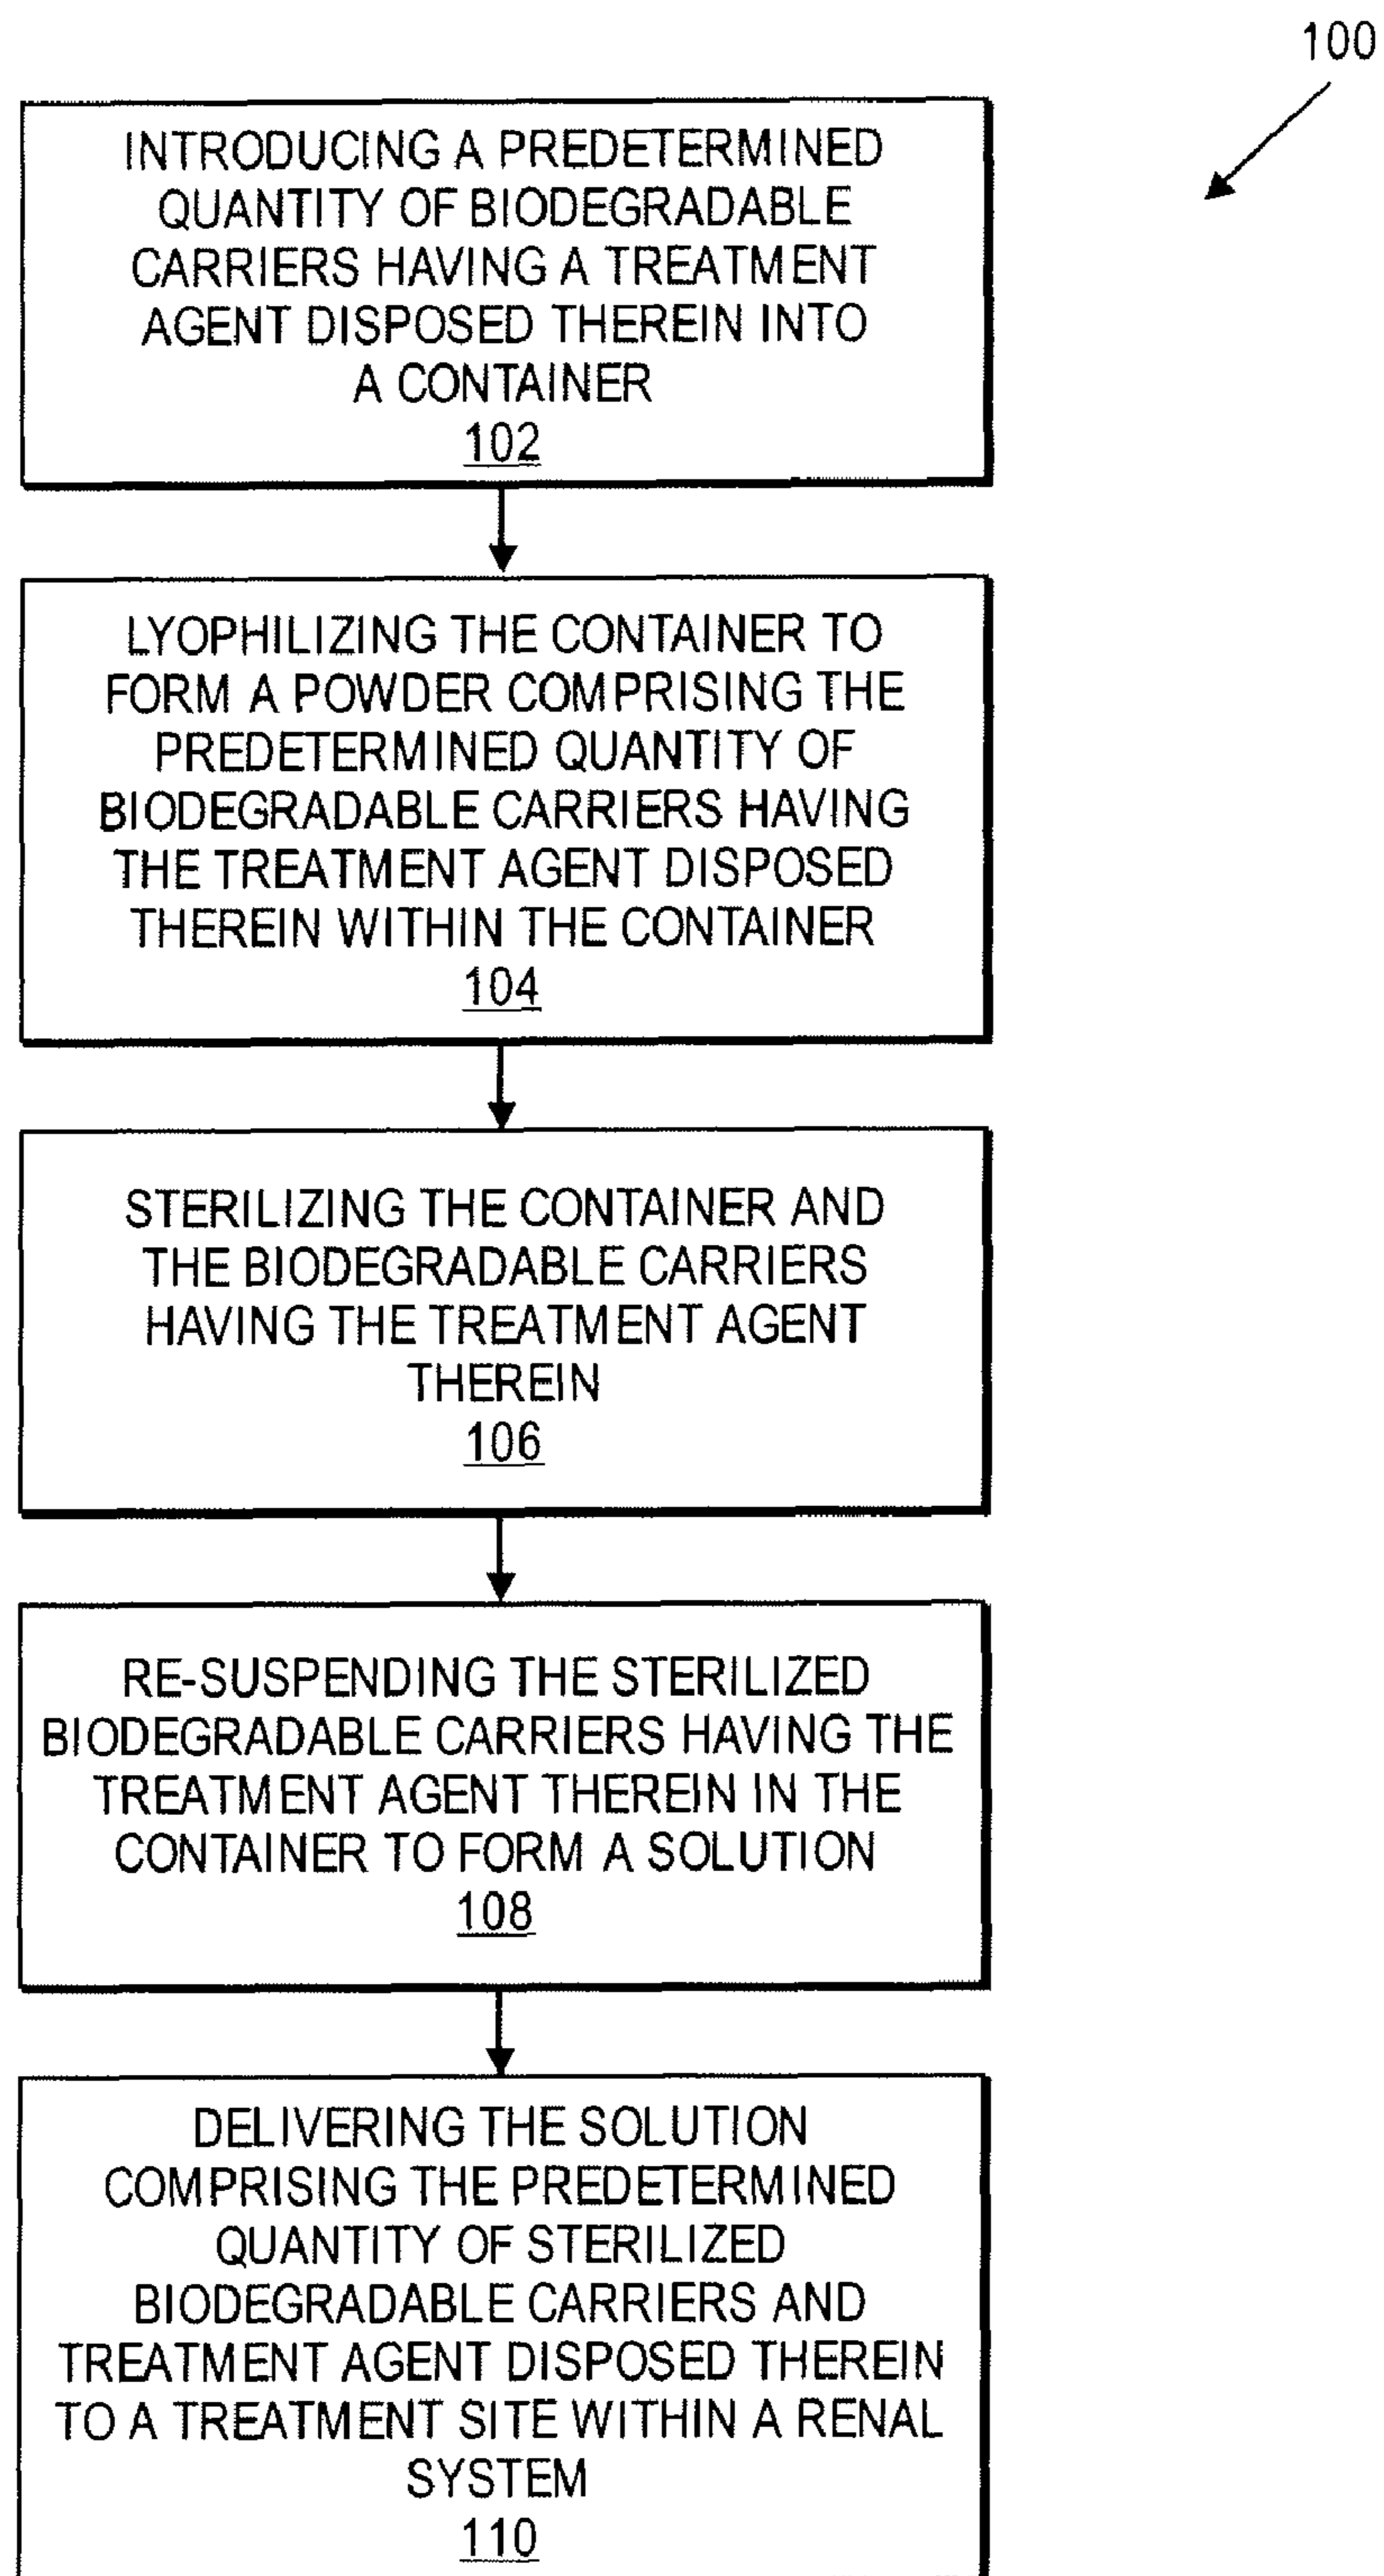 100
INTRODUCING A PREDETERMINED
QUANTITY OF BIODEGRADABLE
CARRIERS HAVING A TREATMENT
AGENT DISPOSED THEREIN INTO
A CONTAINER
102
LYOPHILIZING THE CONTAINER TO
FORM A POWDER COMPRISING THE
PREDETERMINED QUANTITY OF
BIODEGRADABLE CARRIERS HAVING
THE TREATMENT AGENT DISPOSED
THEREIN WITHIN THE CONTAINER
104
STERILIZING THE CONTAINER AND
THE BIODEGRADABLE CARRIERS
HAVING THE TREATMENT AGENT
THEREIN
106
RE-SUSPENDING THE STERILIZED
BIODEGRADABLE CARRIERS HAVING THE
TREATMENT AGENT THEREIN IN THE
CONTAINER TO FORM A SOLUTION
108
DELIVERING THE SOLUTION
COMPRISING THE PREDETERMINED
QUANTITY OF STERILIZED
BIODEGRADABLE CARRIERS AND
TREATMENT AGENT DISPOSED THEREIN
TO A TREATMENT SITE WITHIN A RENAL
SYSTEM
110